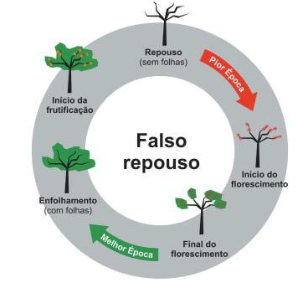 Repouso
(sem folhas)
Pior Época
Início do
florescimento
Final do
florescimento
Melhor Época
Enfolhamento
(com folhas)
Início da
frutificação
Falso
repouso